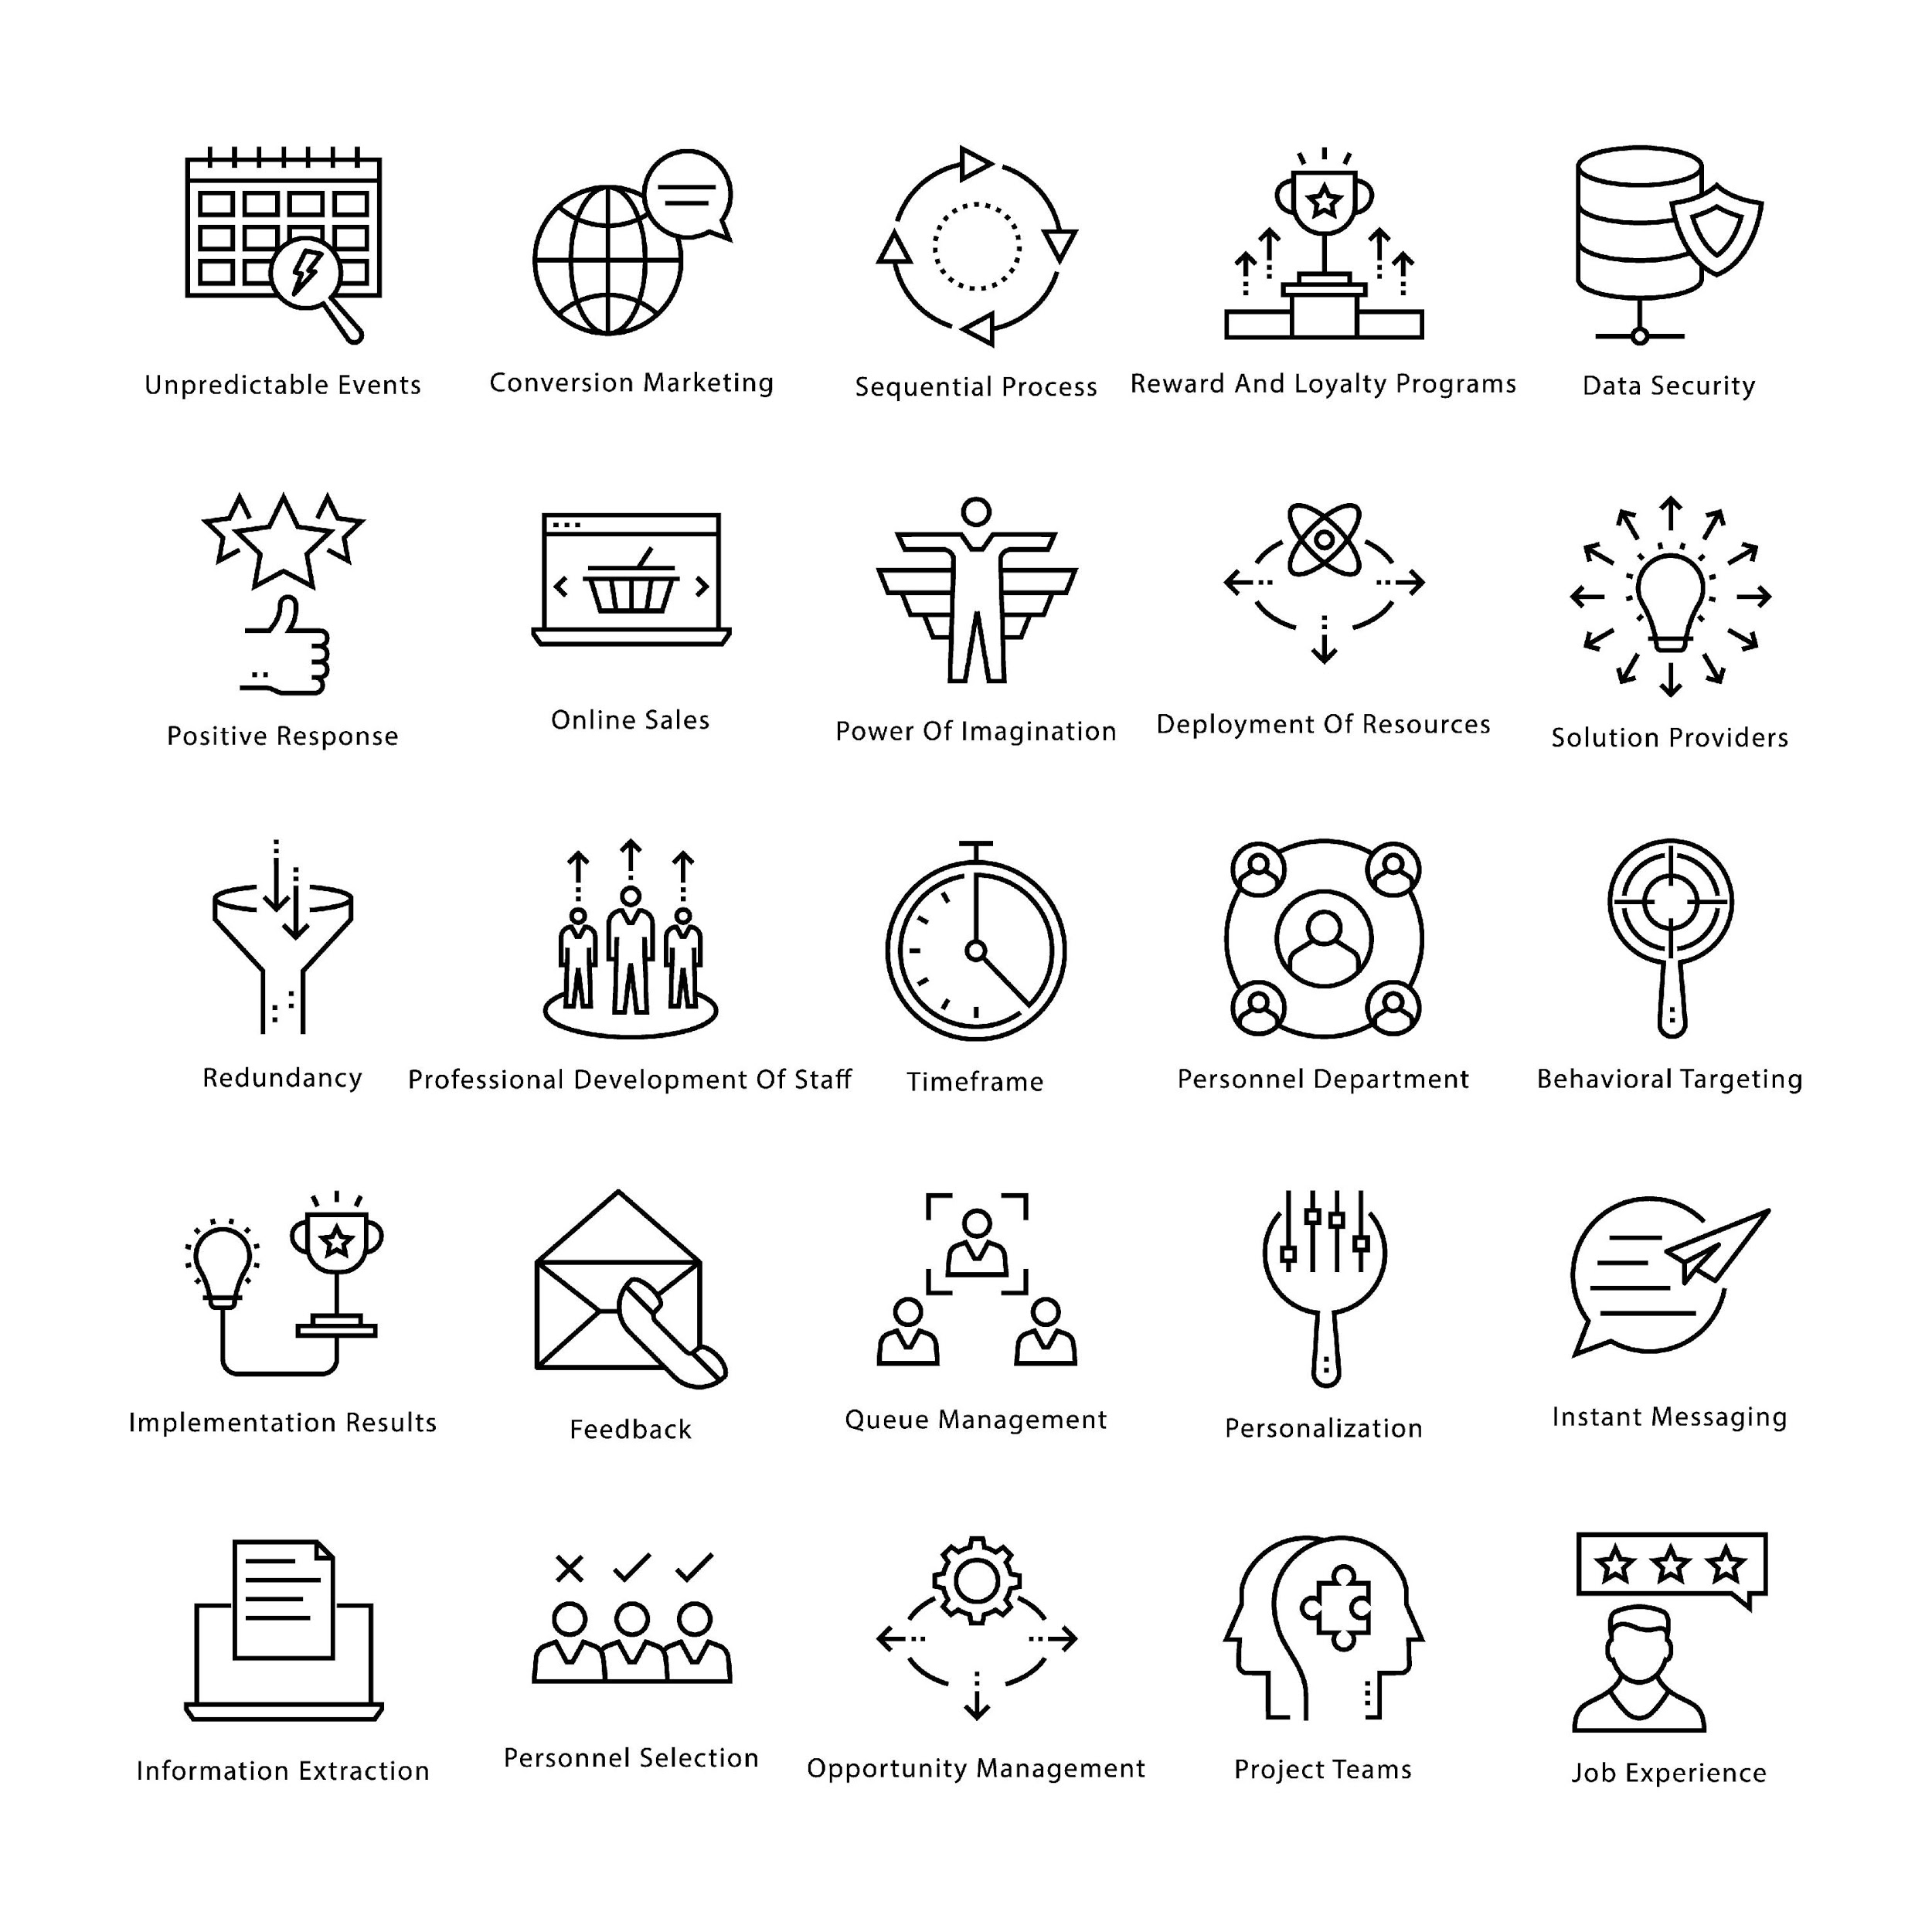 Unpredictable Events
Conversion Marketing
Sequential Process
Reward And Loyalty Programs
Data Security
Positive Response
Online Sales
Power Of Imagination
Deployment Of Resources
Solution Providers
Redundancy
Professional Development Of Staff
Timeframe
Personnel Department
Behavioral Targeting
Implementation Results
Feedback
Queue Management
Personalization
Instant Messaging
Information Extraction
Personnel Selection
Opportunity Management
Project Teams
Job Experience